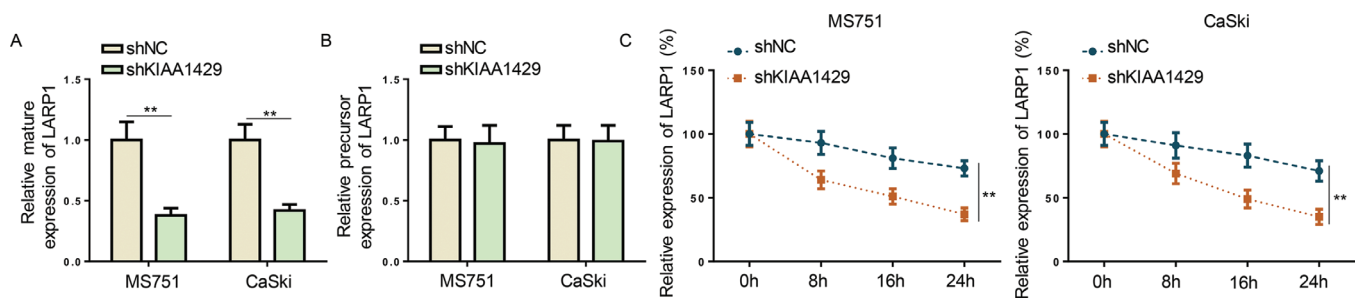 A
shNC
shKIAA1429
Relative mature
expression of LARP1
1.5
1.0
0.5
0.0
**
**
MS751
CaSki
B
shNC
shKIAA1429
Relative precursor
expression of LARP1
1.5
1.0
0.5
0.0
MS751
CaSki
C
MS751
shNC
shKIAA1429
Relative expression of LARP1 (%)
150
100
50
0
**
0h
8h
16h
24h
CaSki
shNC
shKIAA1429
Relative expression of LARP1 (%)
150
100
50
0
**
0h
8h
16h
24h